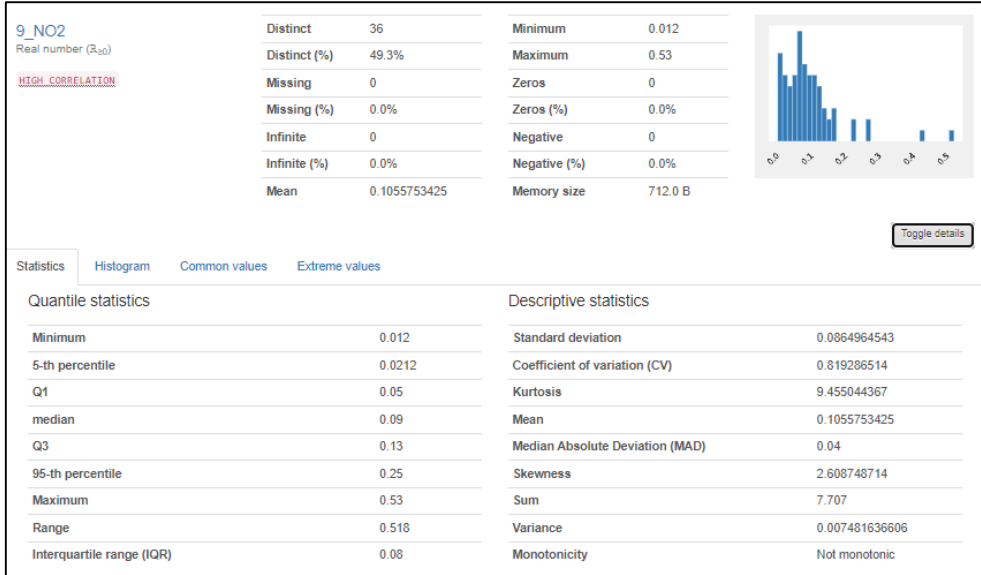 9_NO2
Real number (ℝ≥0)
HIGH CORRELATION
Distinct 36
Distinct (%) 49.3%
Missing 0
Missing (%) 0.0%
Infinite 0
Infinite (%) 0.0%
Mean 0.1055753425
Minimum 0.012
Maximum 0.53
Zeros 0
Zeros (%) 0.0%
Negative 0
Negative (%) 0.0%
Memory size 712.0 B
0.0 0.1 0.2 0.3 0.4 0.5
Toggle details
Statistics Histogram Common values Extreme values
Quantile statistics
Minimum 0.012
5-th percentile 0.0212
Q1 0.05
median 0.09
Q3 0.13
95-th percentile 0.25
Maximum 0.53
Range 0.518
Interquartile range (IQR) 0.08
Descriptive statistics
Standard deviation 0.0864964543
Coefficient of variation (CV) 0.819286514
Kurtosis 9.455044367
Mean 0.1055753425
Median Absolute Deviation (MAD) 0.04
Skewness 2.608748714
Sum 7.707
Variance 0.007481636606
Monotonicity Not monotonic